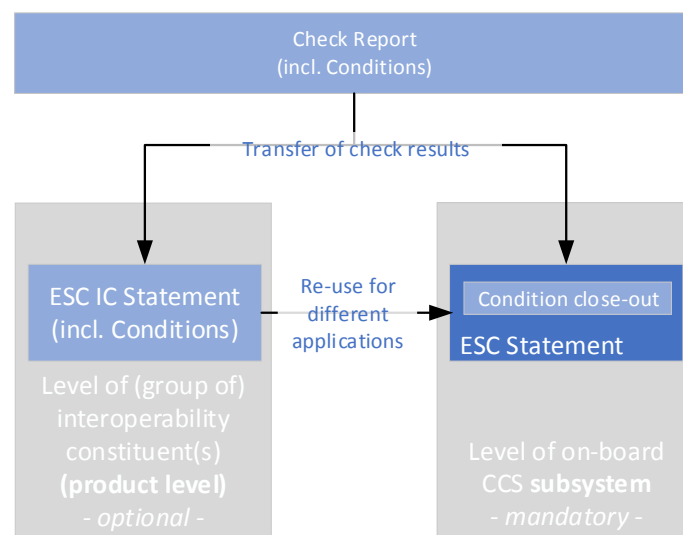 Check Report
(incl. Conditions)
Transfer of check results
ESC IC Statement
(incl. Conditions)
Re-use for
different
applications
Condition close-out
ESC Statement
Level of (group of)
interoperability
constituent(s)
(product level)
- optional -
Level of on-board
CCS subsystem
- mandatory -